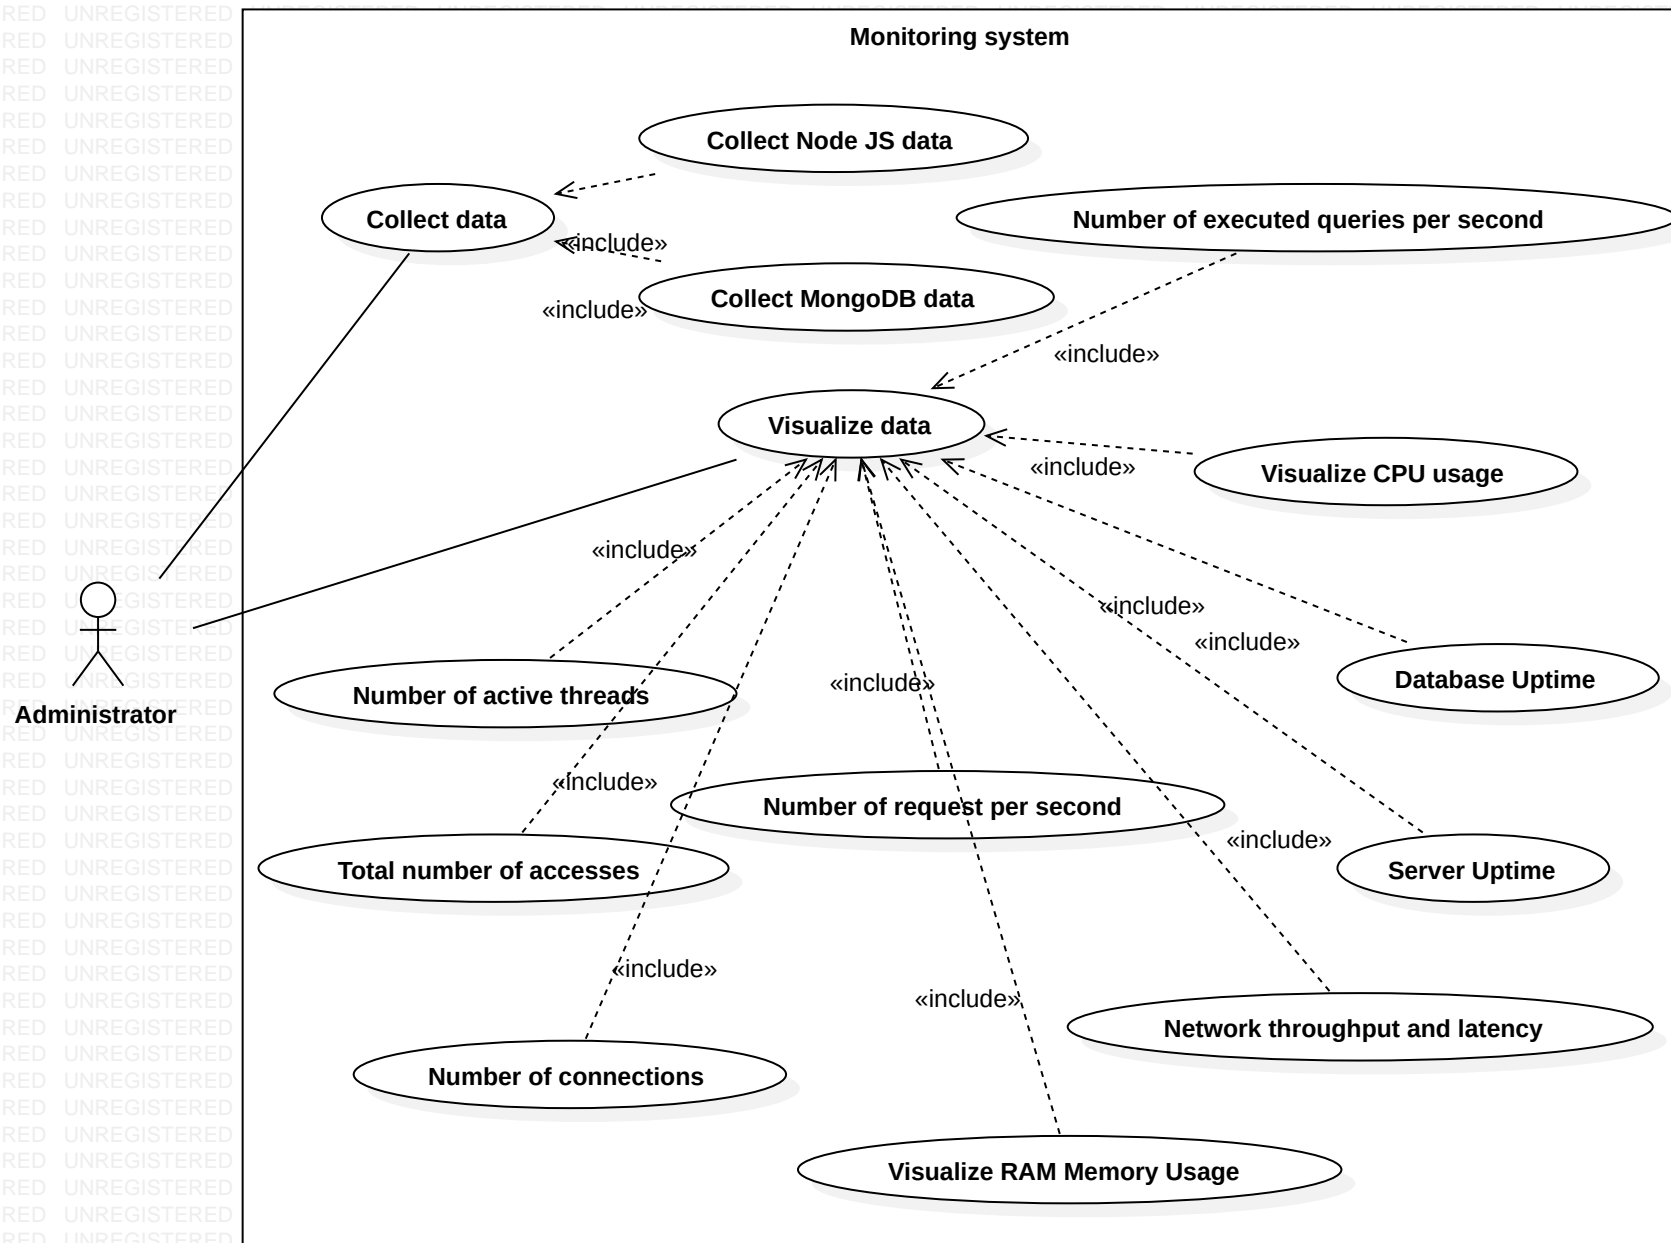 Monitoring system
Collect Node JS data
Collect data
Number of executed queries per second
«include»
Collect MongoDB data
«include»
«include»
Visualize data
«include»
Visualize CPU usage
«include»
«include»
«include»
Database Uptime
«include»
Number of active threads
Administrator
«include»
Number of request per second
«include»
Total number of accesses
Server Uptime
«include»
«include»
Network throughput and latency
Number of connections
Visualize RAM Memory Usage
RED UNREGISTERED